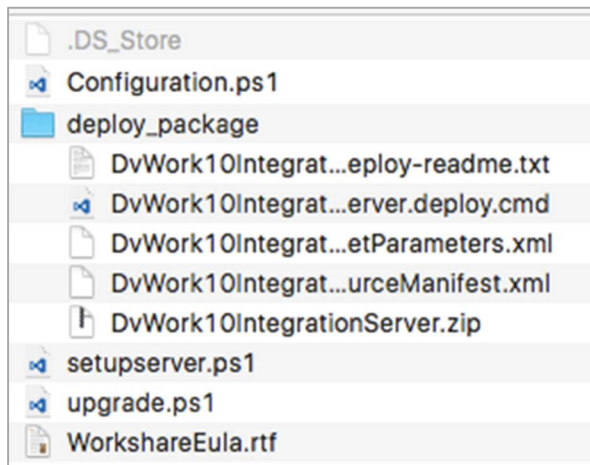 .DS_Store
Configuration.ps1
deploy_package
DvWork10Integrat...eploy-readme.txt
DvWork10Integrat...erver.deploy.cmd
DvWork10Integrat...etParameters.xml
DvWork10Integrat...urceManifest.xml
DvWork10IntegrationServer.zip
setupserver.ps1
upgrade.ps1
WorkshareEula.rtf